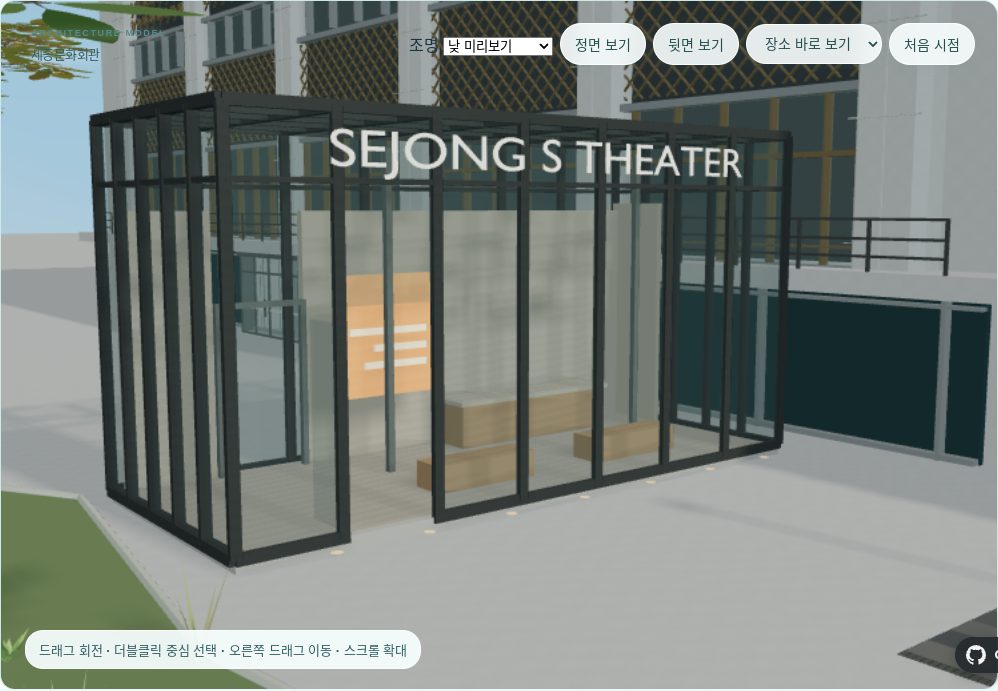 ARCHITECTURE MODEL
세종문화회관
조명 낮 미리보기 정면 보기 뒷면 보기 장소 바로 보기 처음 시점
SEJONG S THEATER
드래그 회전 · 더블클릭 중심 선택 · 오른쪽 드래그 이동 · 스크롤 확대